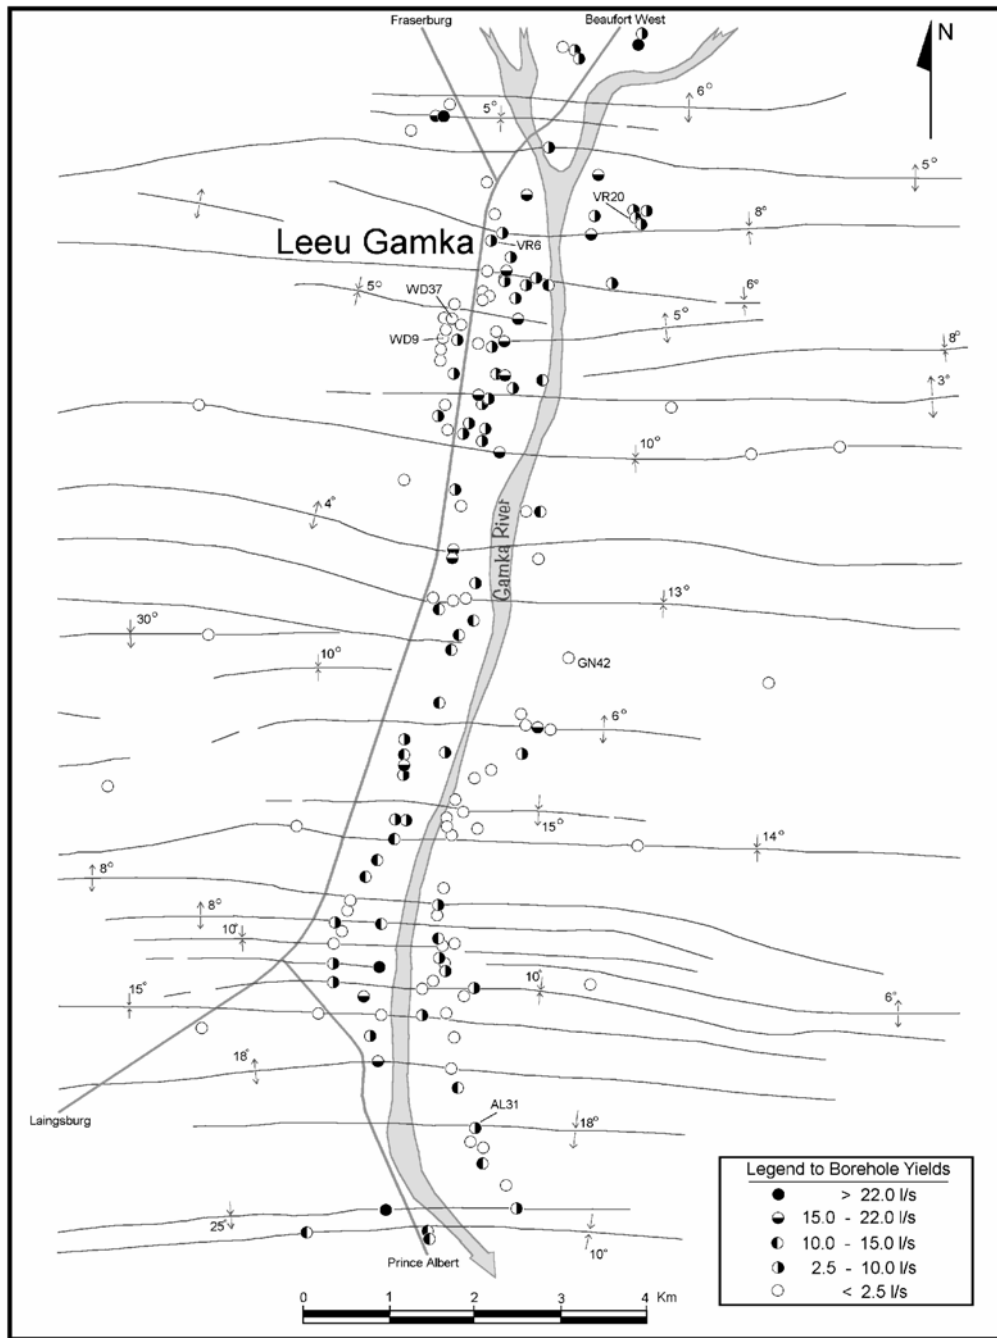 Fraserburg
Beaufort West
N
6°
5°
5°
VR20
8°
Leeu Gamka
VR6
5°
6°
WD37
5°
WD9
8°
3°
10°
4°
Gamka River
13°
30°
10°
GN42
6°
15°
14°
8°
8°
10°
10°
15°
6°
18°
Laingsburg
AL31
18°
25°
10°
Prince Albert
Legend to Borehole Yields
> 22.0 l/s
15.0 - 22.0 l/s
10.0 - 15.0 l/s
2.5 - 10.0 l/s
< 2.5 l/s
0 1 2 3 4 Km